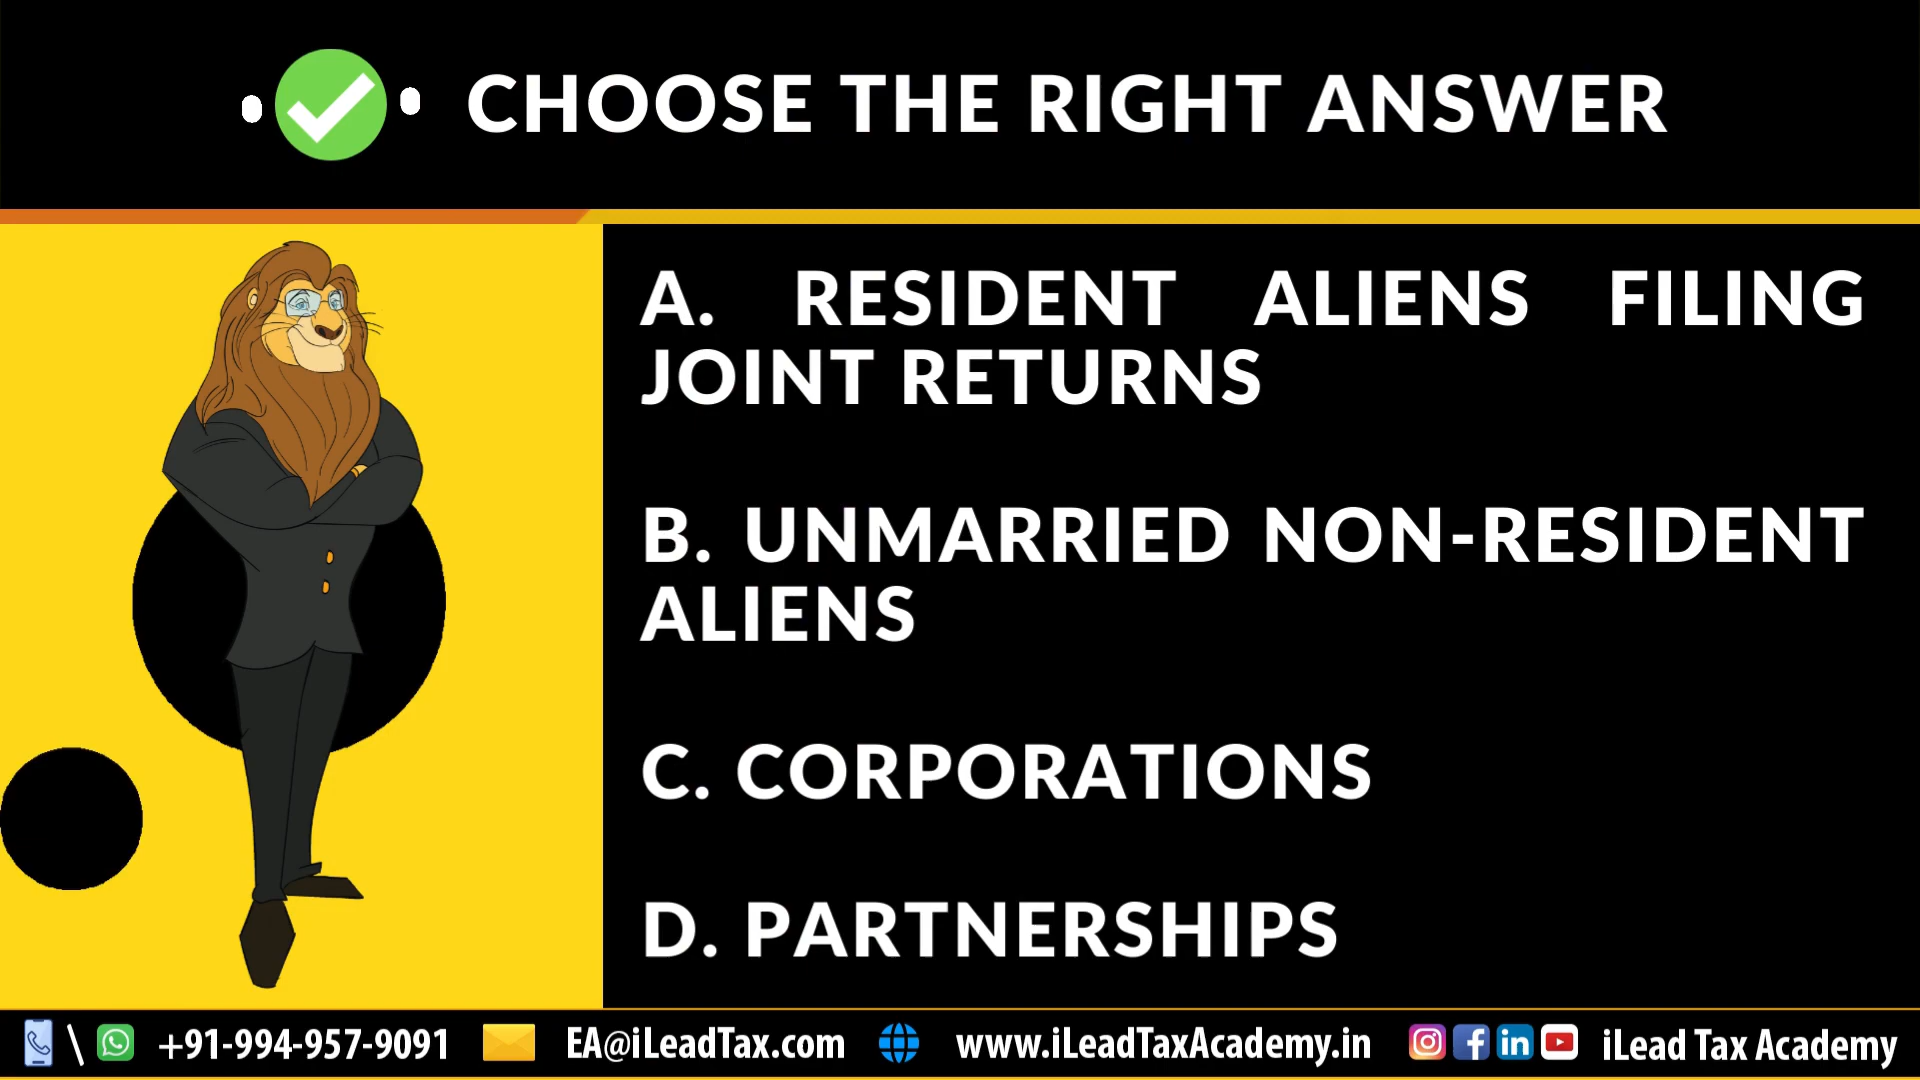 CHOOSE THE RIGHT ANSWER
A. RESIDENT ALIENS FILING
JOINT RETURNS
B. UNMARRIED NON-RESIDENT
ALIENS
C. CORPORATIONS
D. PARTNERSHIPS
\ +91-994-957-9091 EA@iLeadTax.com www.iLeadTaxAcademy.in iLead Tax Academy